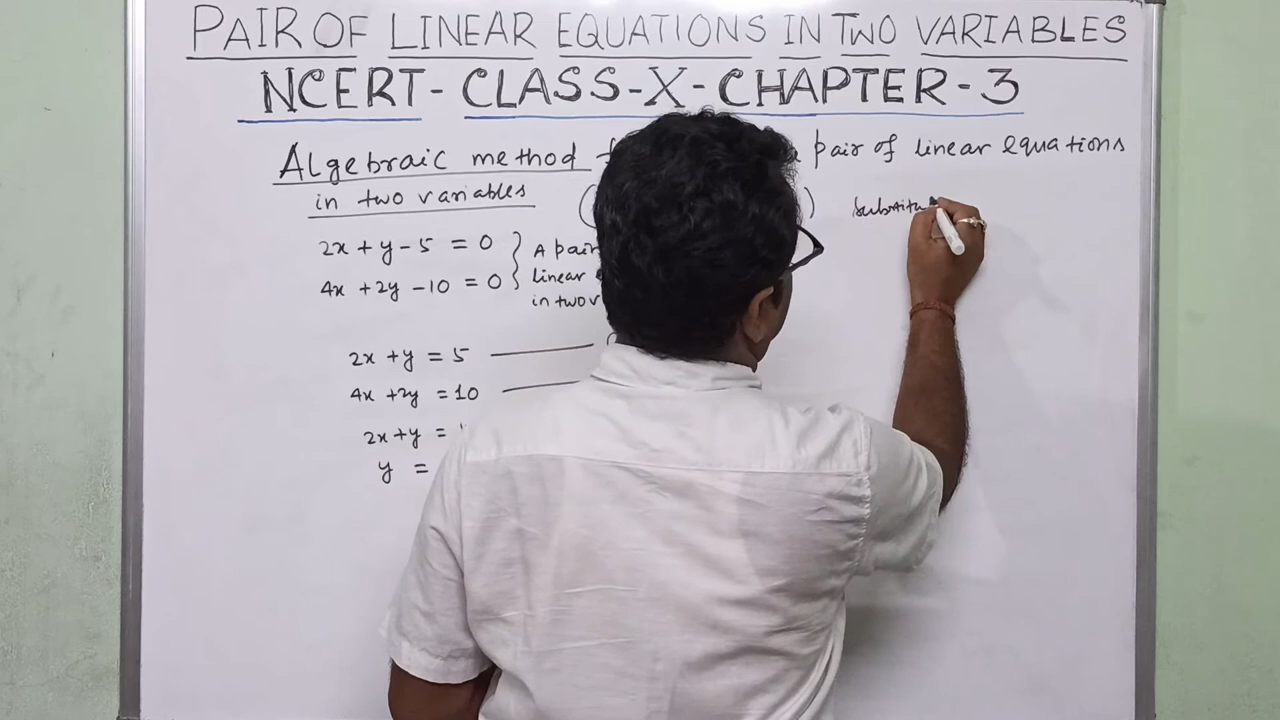 PAIR OF LINEAR EQUATIONS IN TWO VARIABLES
NCERT - CLASS - X - CHAPTER - 3
Algebraic method pair of linear equations
in two variables ( )
2x + y - 5 = 0
4x + 2y - 10 = 0
A pair
linear
in two
2x + y = 5
4x + 2y = 10
2x + y =
y =